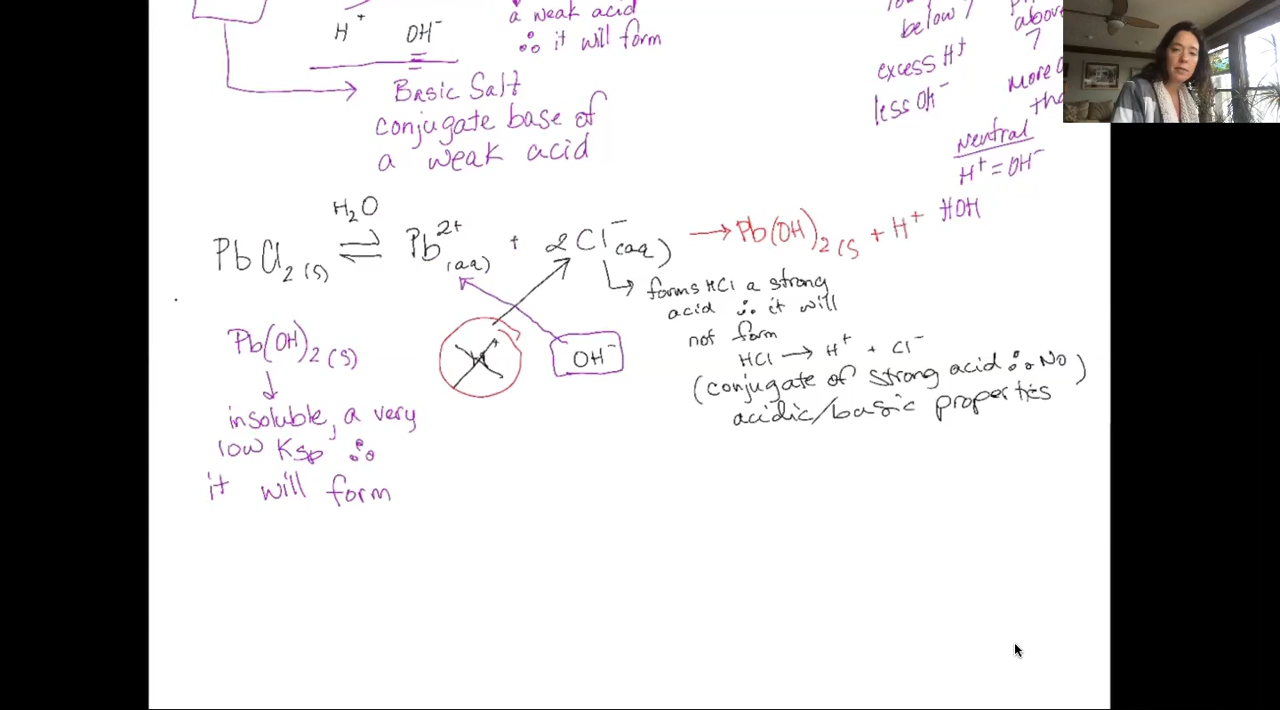 a weak acid
H⁺ OH⁻
∴ it will form
Basic Salt
conjugate base of
a weak acid
below 7
above
7
excess H⁺
less OH⁻
more
Neutral
H⁺ = OH⁻
HOH
H₂O
PbCl₂(s) ⇌ Pb²⁺(aq) + 2Cl⁻(aq) → Pb(OH)₂(s + H⁺
↳ forms HCl a strong
acid ∴ it will
not form
HCl → H⁺ + Cl⁻
(conjugate of strong acid ∴ No)
acidic/basic properties
H⁺
OH⁻
Pb(OH)₂(s)
↓
insoluble, a very
low Ksp ∴
it will form